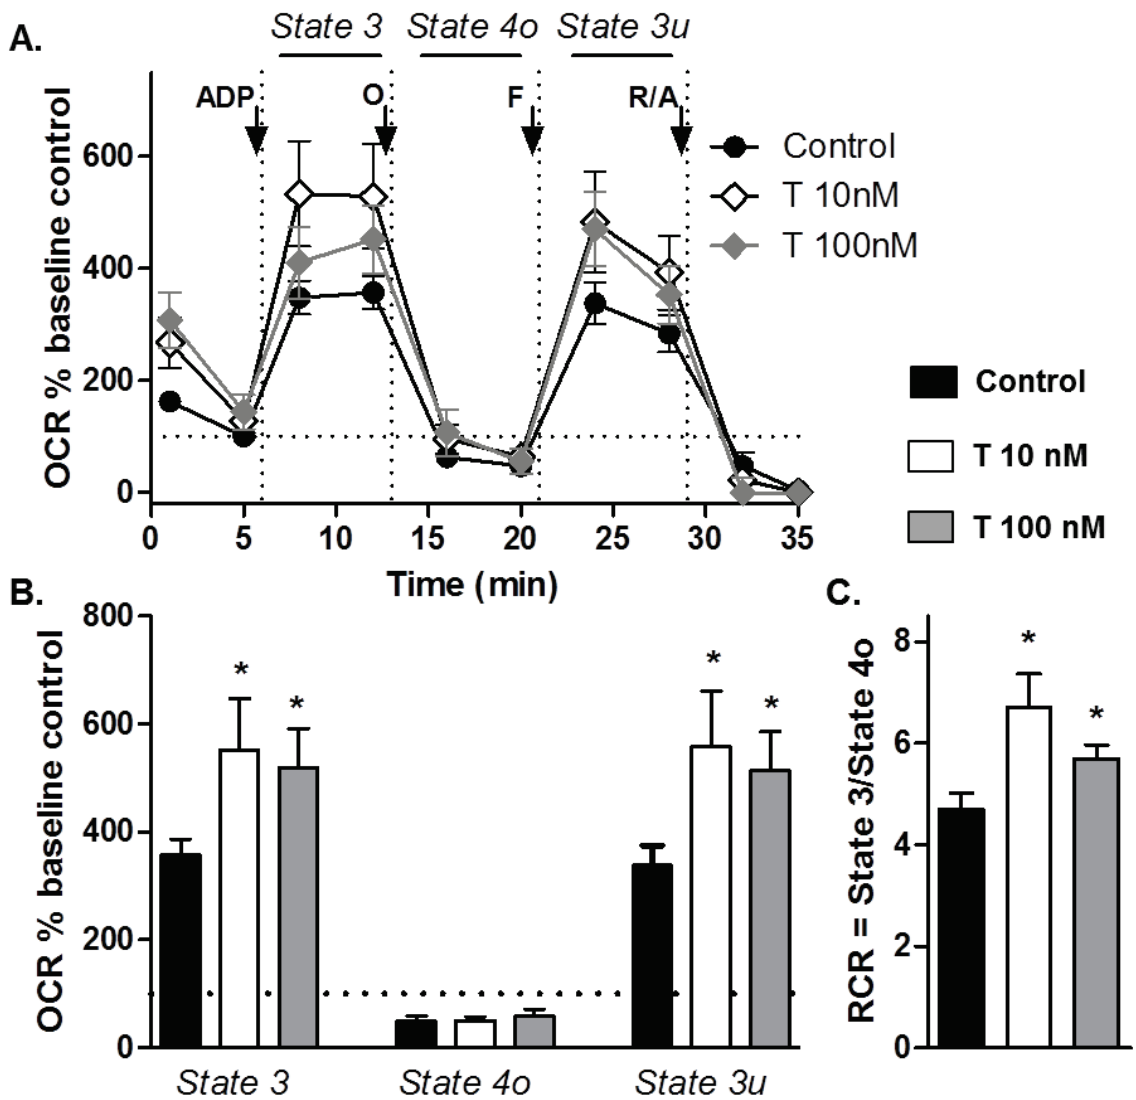 A.
State 3 State 4o State 3u
ADP O F R/A
OCR % baseline control
600
400
200
0
0 5 10 15 20 25 30 35
Time (min)
Control
T 10nM
T 100nM
Control
T 10 nM
T 100 nM
B.
OCR % baseline control
800
600
400
200
0
* * * *
State 3 State 4o State 3u
C.
RCR = State 3/State 4o
8
6
4
2
0
* *